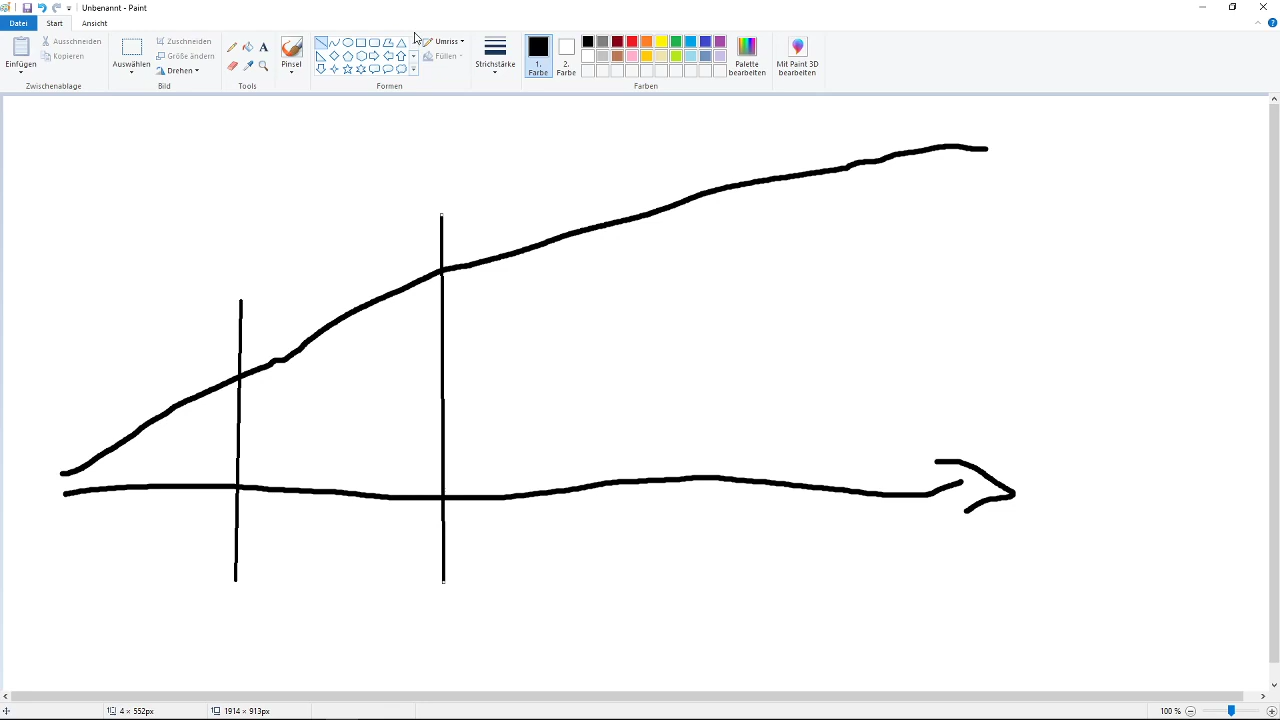 Unbenannt - Paint
Datei Start Ansicht
Einfügen
Ausschneiden
Kopieren
Zwischenablage
Auswählen
Zuschneiden
Größe ändern
Drehen
Bild
A
Tools
Pinsel
Umriss
Füllen
Formen
Strichstärke
1. Farbe
2. Farbe
Palette bearbeiten
Mit Paint 3D bearbeiten
Farben
4 × 552px
1914 × 913px
100 %